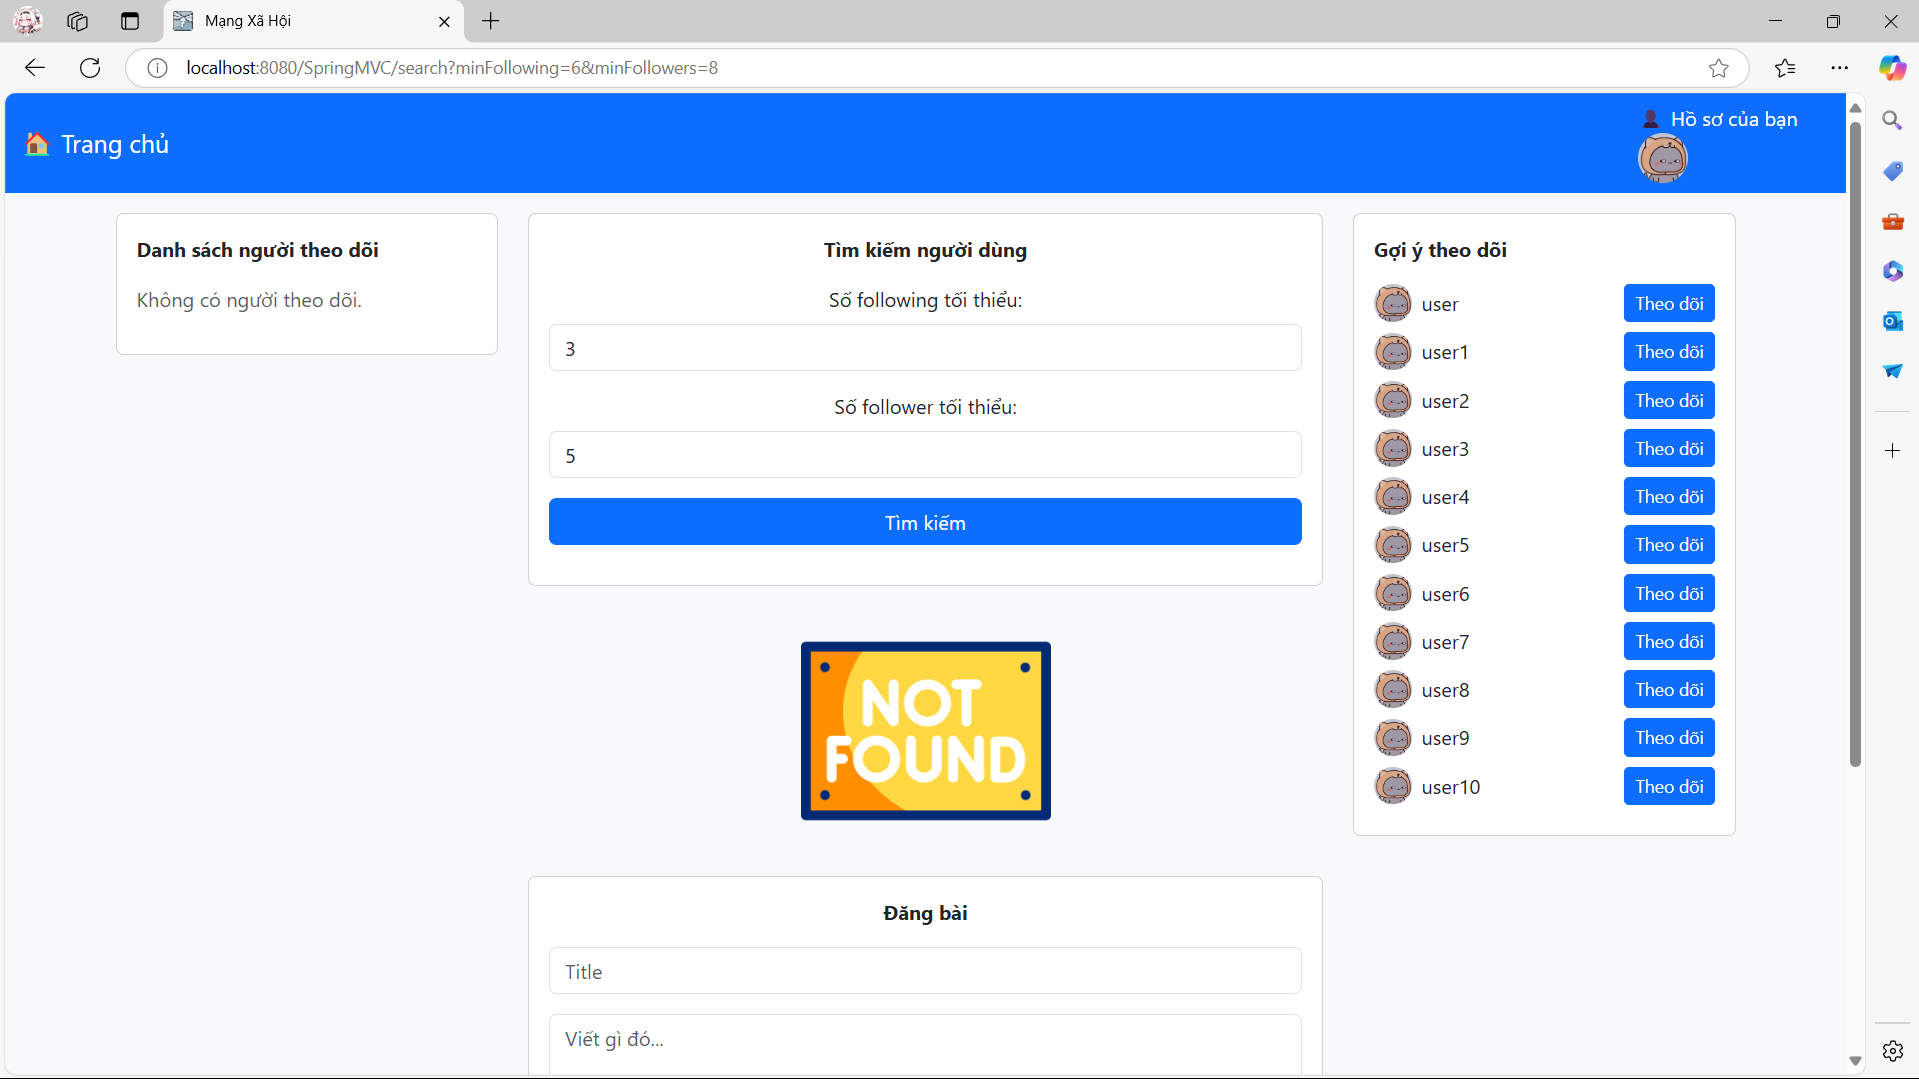 Mạng Xã Hội
localhost:8080/SpringMVC/search?minFollowing=6&minFollowers=8
Trang chủ
Hồ sơ của bạn
Danh sách người theo dõi
Không có người theo dõi.
Tìm kiếm người dùng
Số following tối thiểu:
3
Số follower tối thiểu:
5
Tìm kiếm
NOT
FOUND
Đăng bài
Title
Viết gì đó...
Gợi ý theo dõi
user Theo dõi
user1 Theo dõi
user2 Theo dõi
user3 Theo dõi
user4 Theo dõi
user5 Theo dõi
user6 Theo dõi
user7 Theo dõi
user8 Theo dõi
user9 Theo dõi
user10 Theo dõi